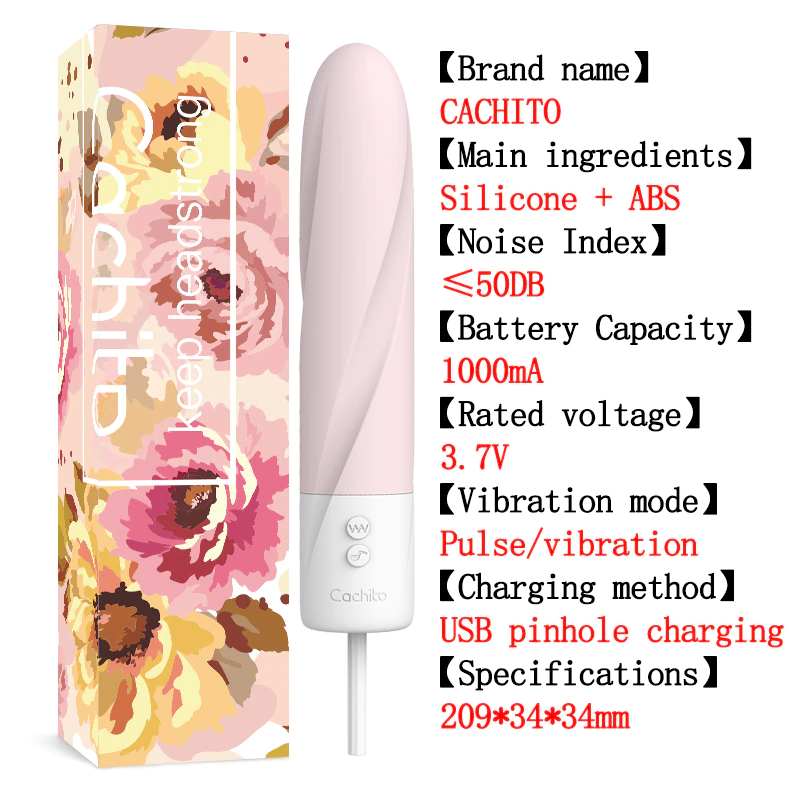 Cachito
keep headstrong
Cachito
【Brand name】
CACHITO
【Main ingredients】
Silicone + ABS
【Noise Index】
≤50DB
【Battery Capacity】
1000mA
【Rated voltage】
3.7V
【Vibration mode】
Pulse/vibration
【Charging method】
USB pinhole charging
【Specifications】
209*34*34mm